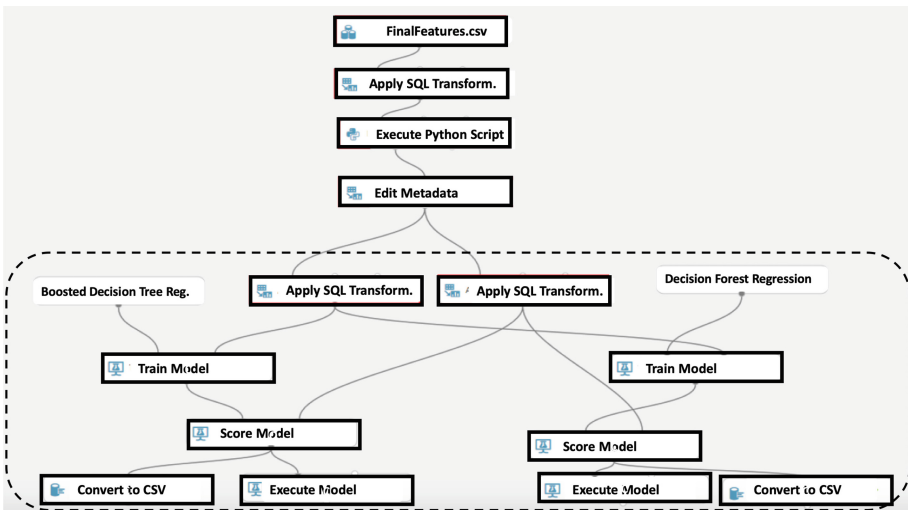 FinalFeatures.csv
Apply SQL Transform.
Execute Python Script
Edit Metadata
Boosted Decision Tree Reg.
Apply SQL Transform.
Apply SQL Transform.
Decision Forest Regression
Train Model
Train Model
Score Model
Score Model
Convert to CSV
Execute Model
Execute Model
Convert to CSV